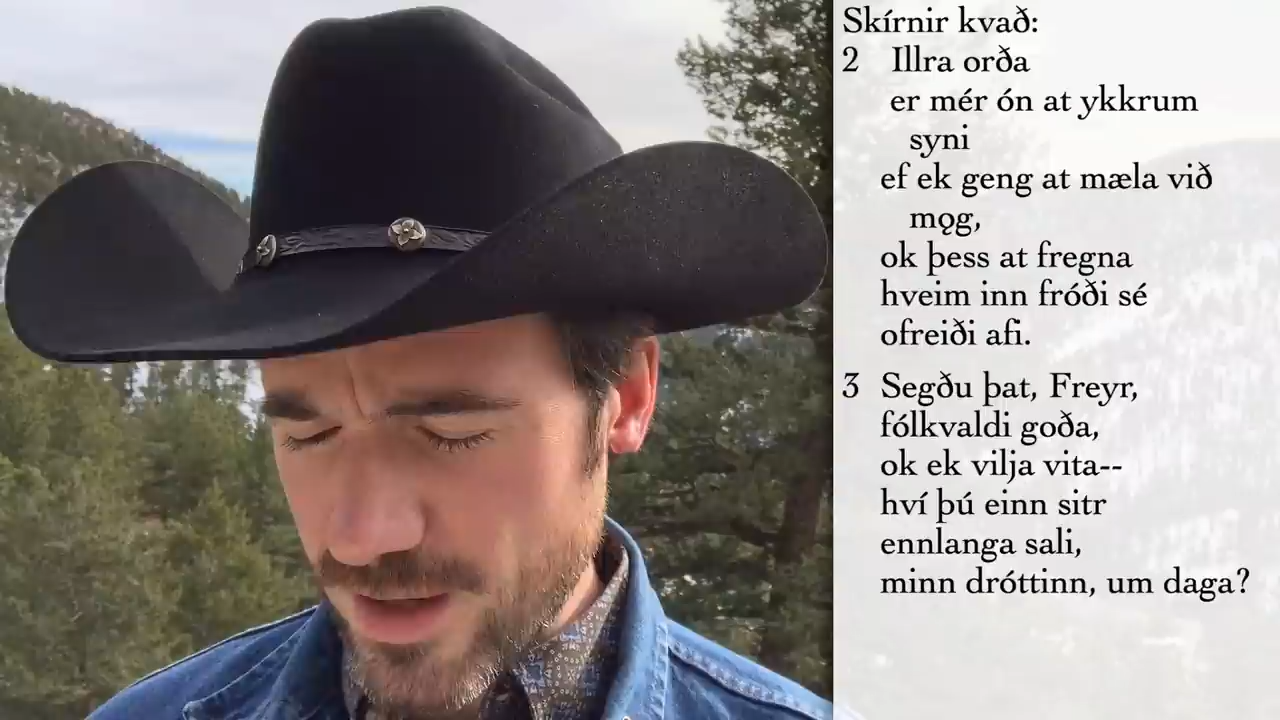 Skírnir kvað:
2 Illra orða
er mér ón at ykkrum
syni
ef ek geng at mæla við
mǫg,
ok þess at fregna
hveim inn fróði sé
ofreiði afi.
3 Segðu þat, Freyr,
fólkvaldi goða,
ok ek vilja vita--
hví þú einn sitr
ennlanga sali,
minn dróttinn, um daga?